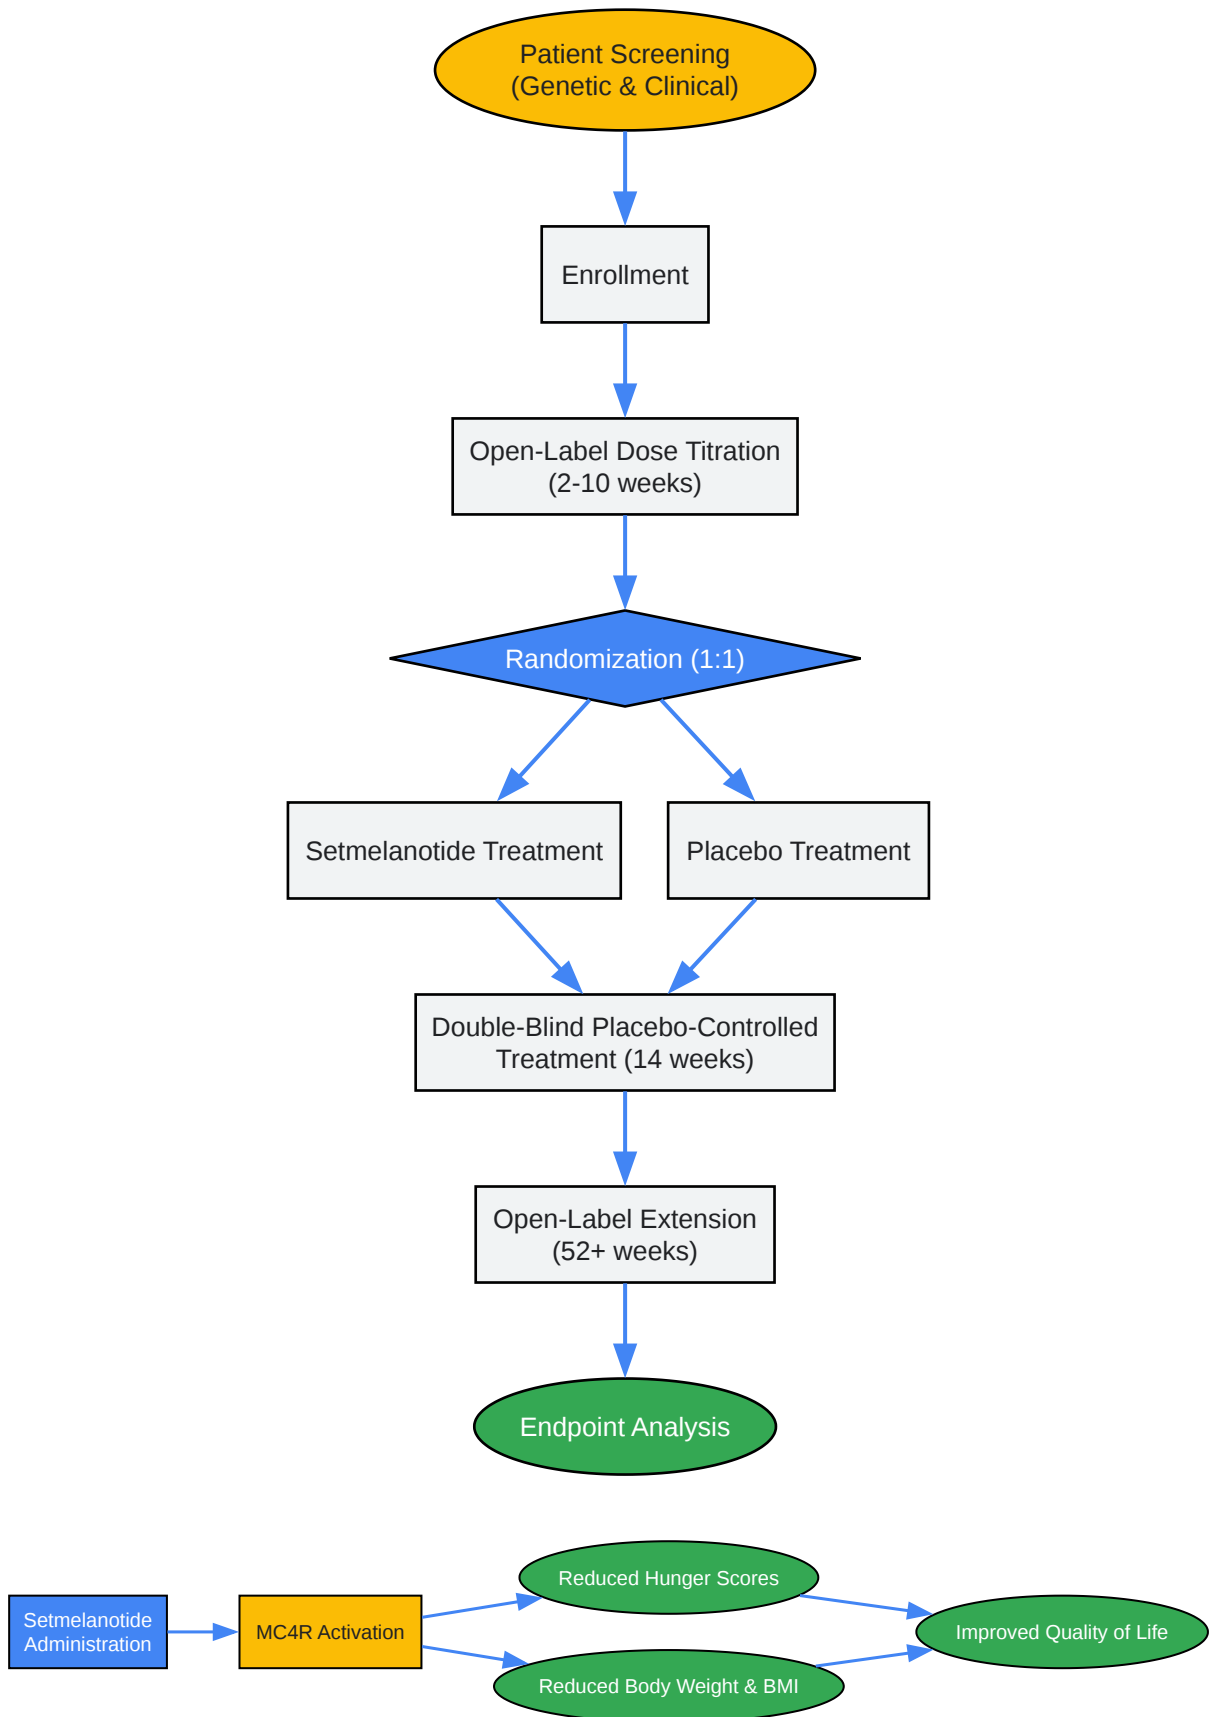 Patient Screening
(Genetic & Clinical)
Enrollment
Open-Label Dose Titration
(2-10 weeks)
Randomization (1:1)
Setmelanotide Treatment
Placebo Treatment
Double-Blind Placebo-Controlled
Treatment (14 weeks)
Open-Label Extension
(52+ weeks)
Endpoint Analysis
Setmelanotide
Administration
MC4R Activation
Reduced Hunger Scores
Reduced Body Weight & BMI
Improved Quality of Life